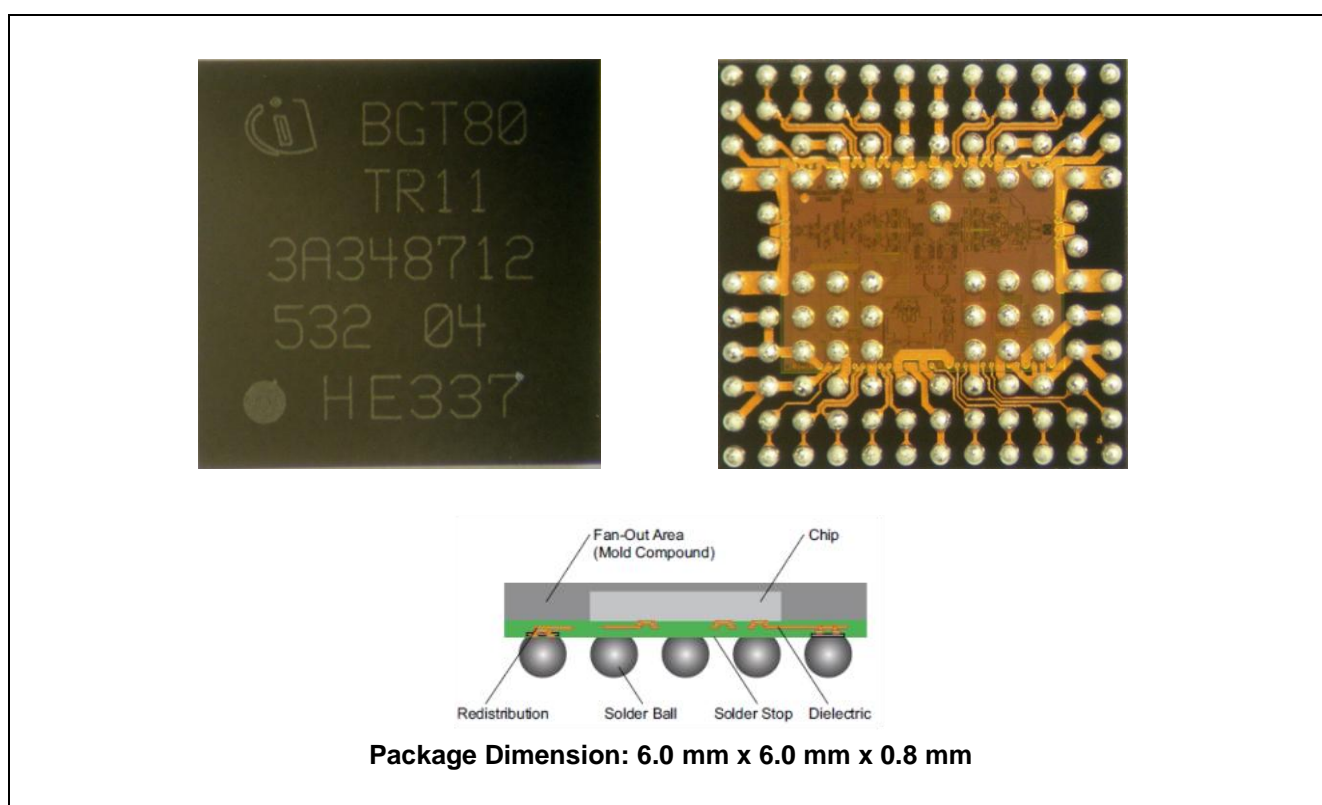 BGT80
TR11
3A348712
532 04
HE337
Fan-Out Area
(Mold Compound)
Chip
Redistribution
Solder Ball
Solder Stop
Dielectric
Package Dimension: 6.0 mm x 6.0 mm x 0.8 mm